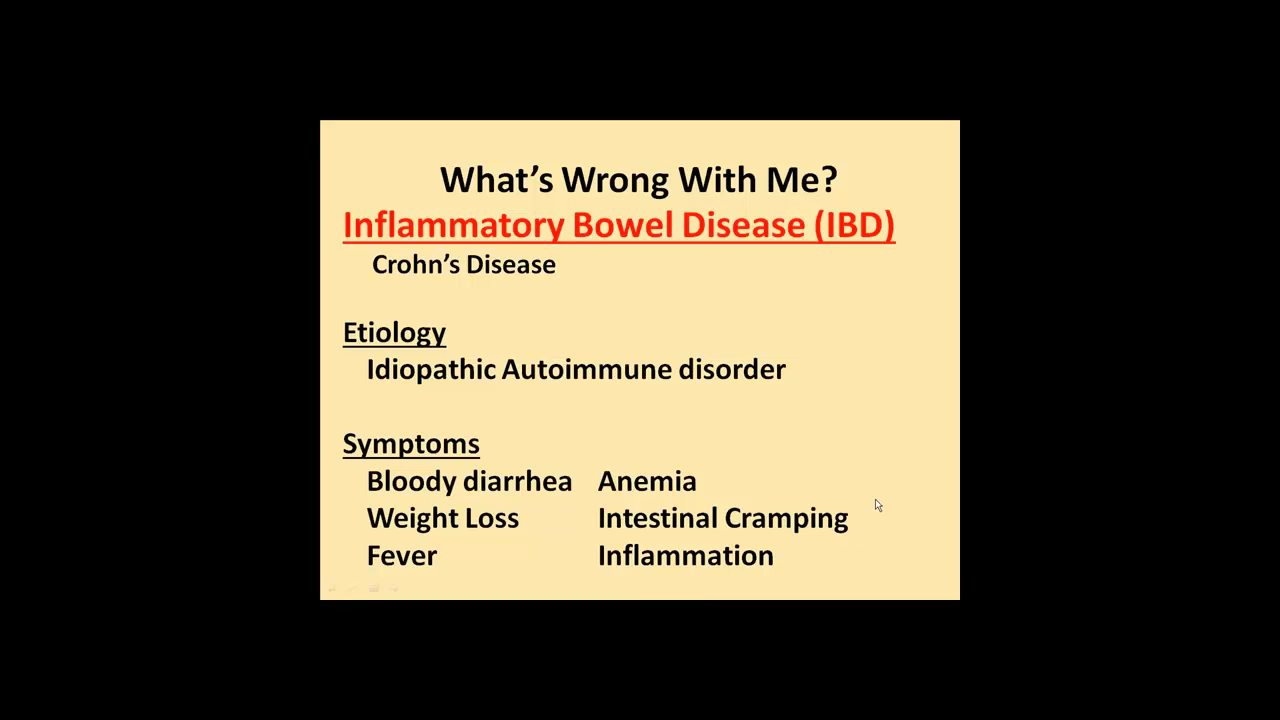 What’s Wrong With Me?
Inflammatory Bowel Disease (IBD)
Crohn’s Disease
Etiology
Idiopathic Autoimmune disorder
Symptoms
Bloody diarrhea Anemia
Weight Loss Intestinal Cramping
Fever Inflammation